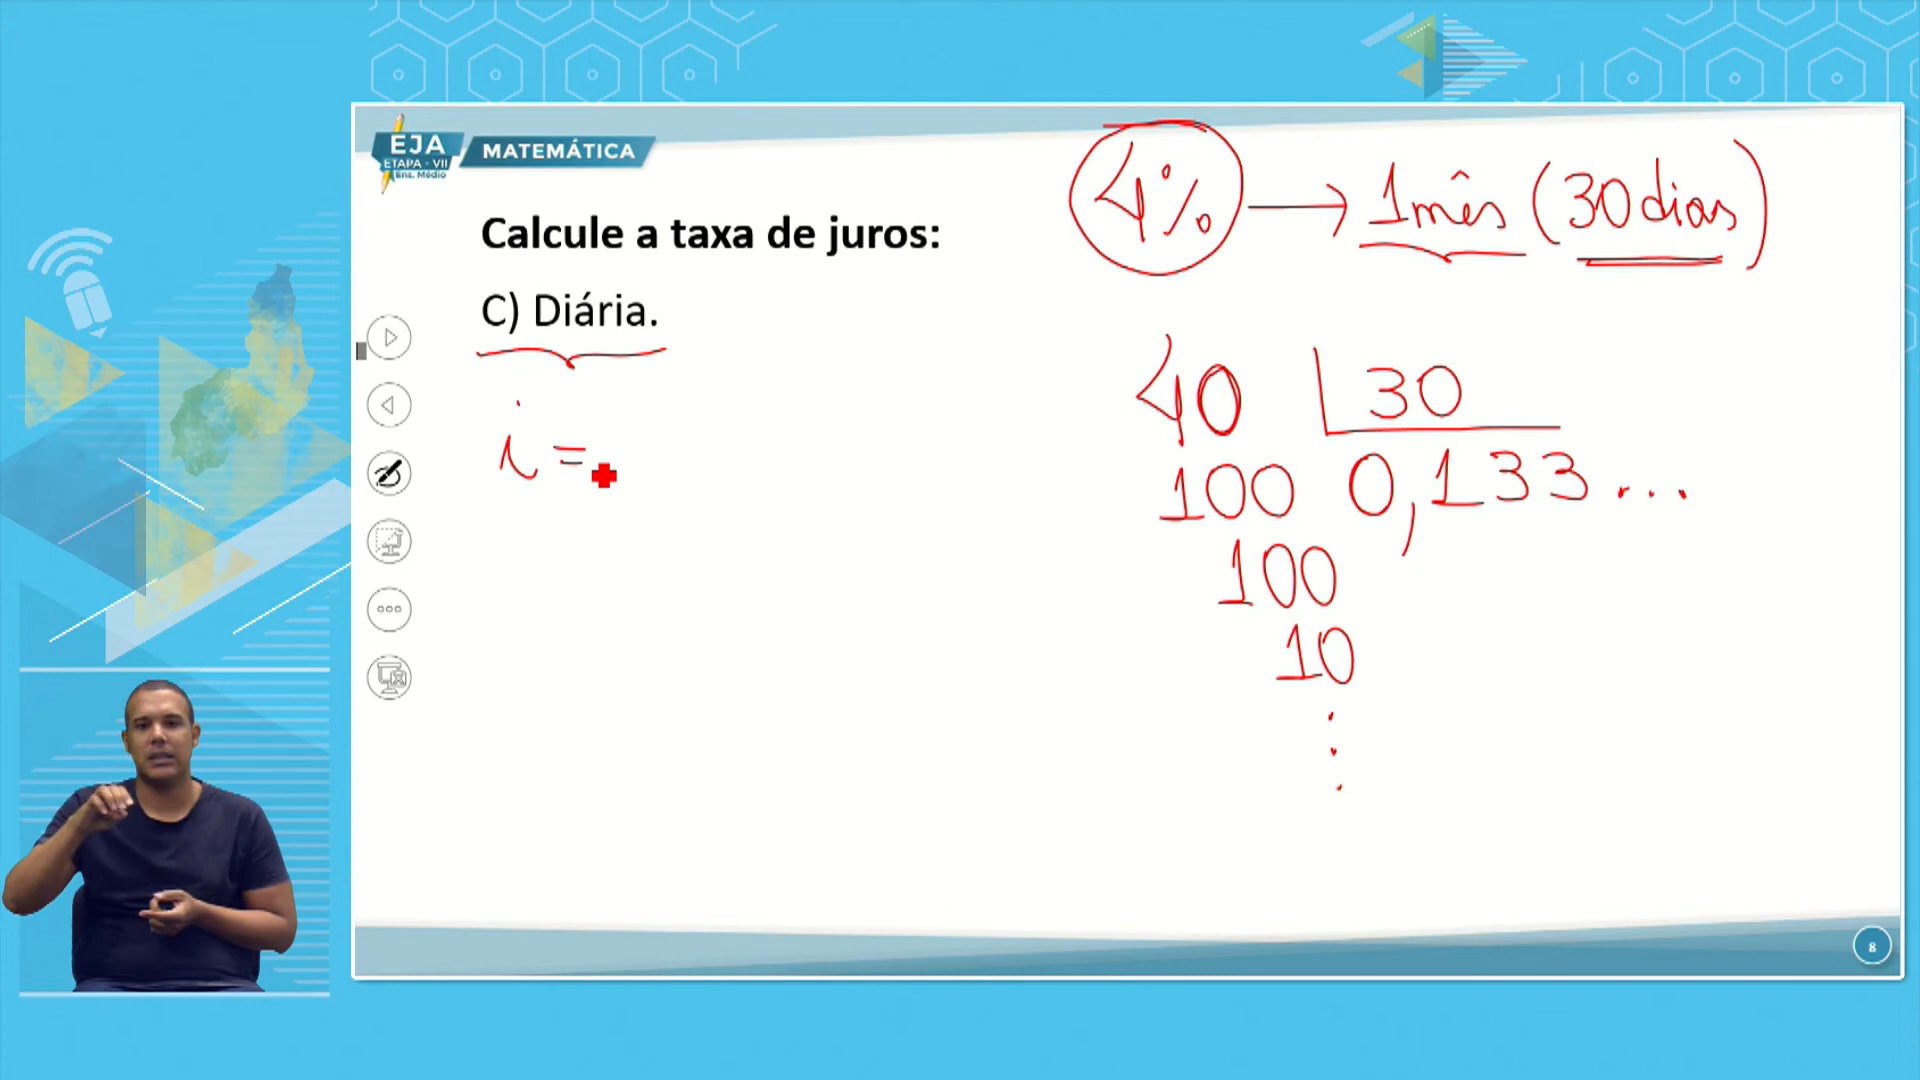 EJA
ETAPA - VII
Ens. Médio
MATEMÁTICA
4% → 1 mês (30 dias)
Calcule a taxa de juros:
C) Diária.
i =
40 30
100 0,133...
100
10
8